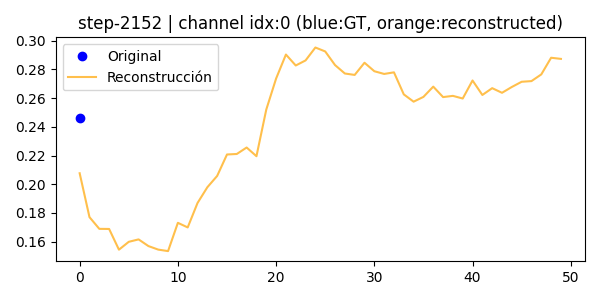 step-2152 | channel idx:0 (blue:GT, orange:reconstructed)
0.30
0.28
0.26
0.24
0.22
0.20
0.18
0.16
Original
Reconstrucción
0 10 20 30 40 50